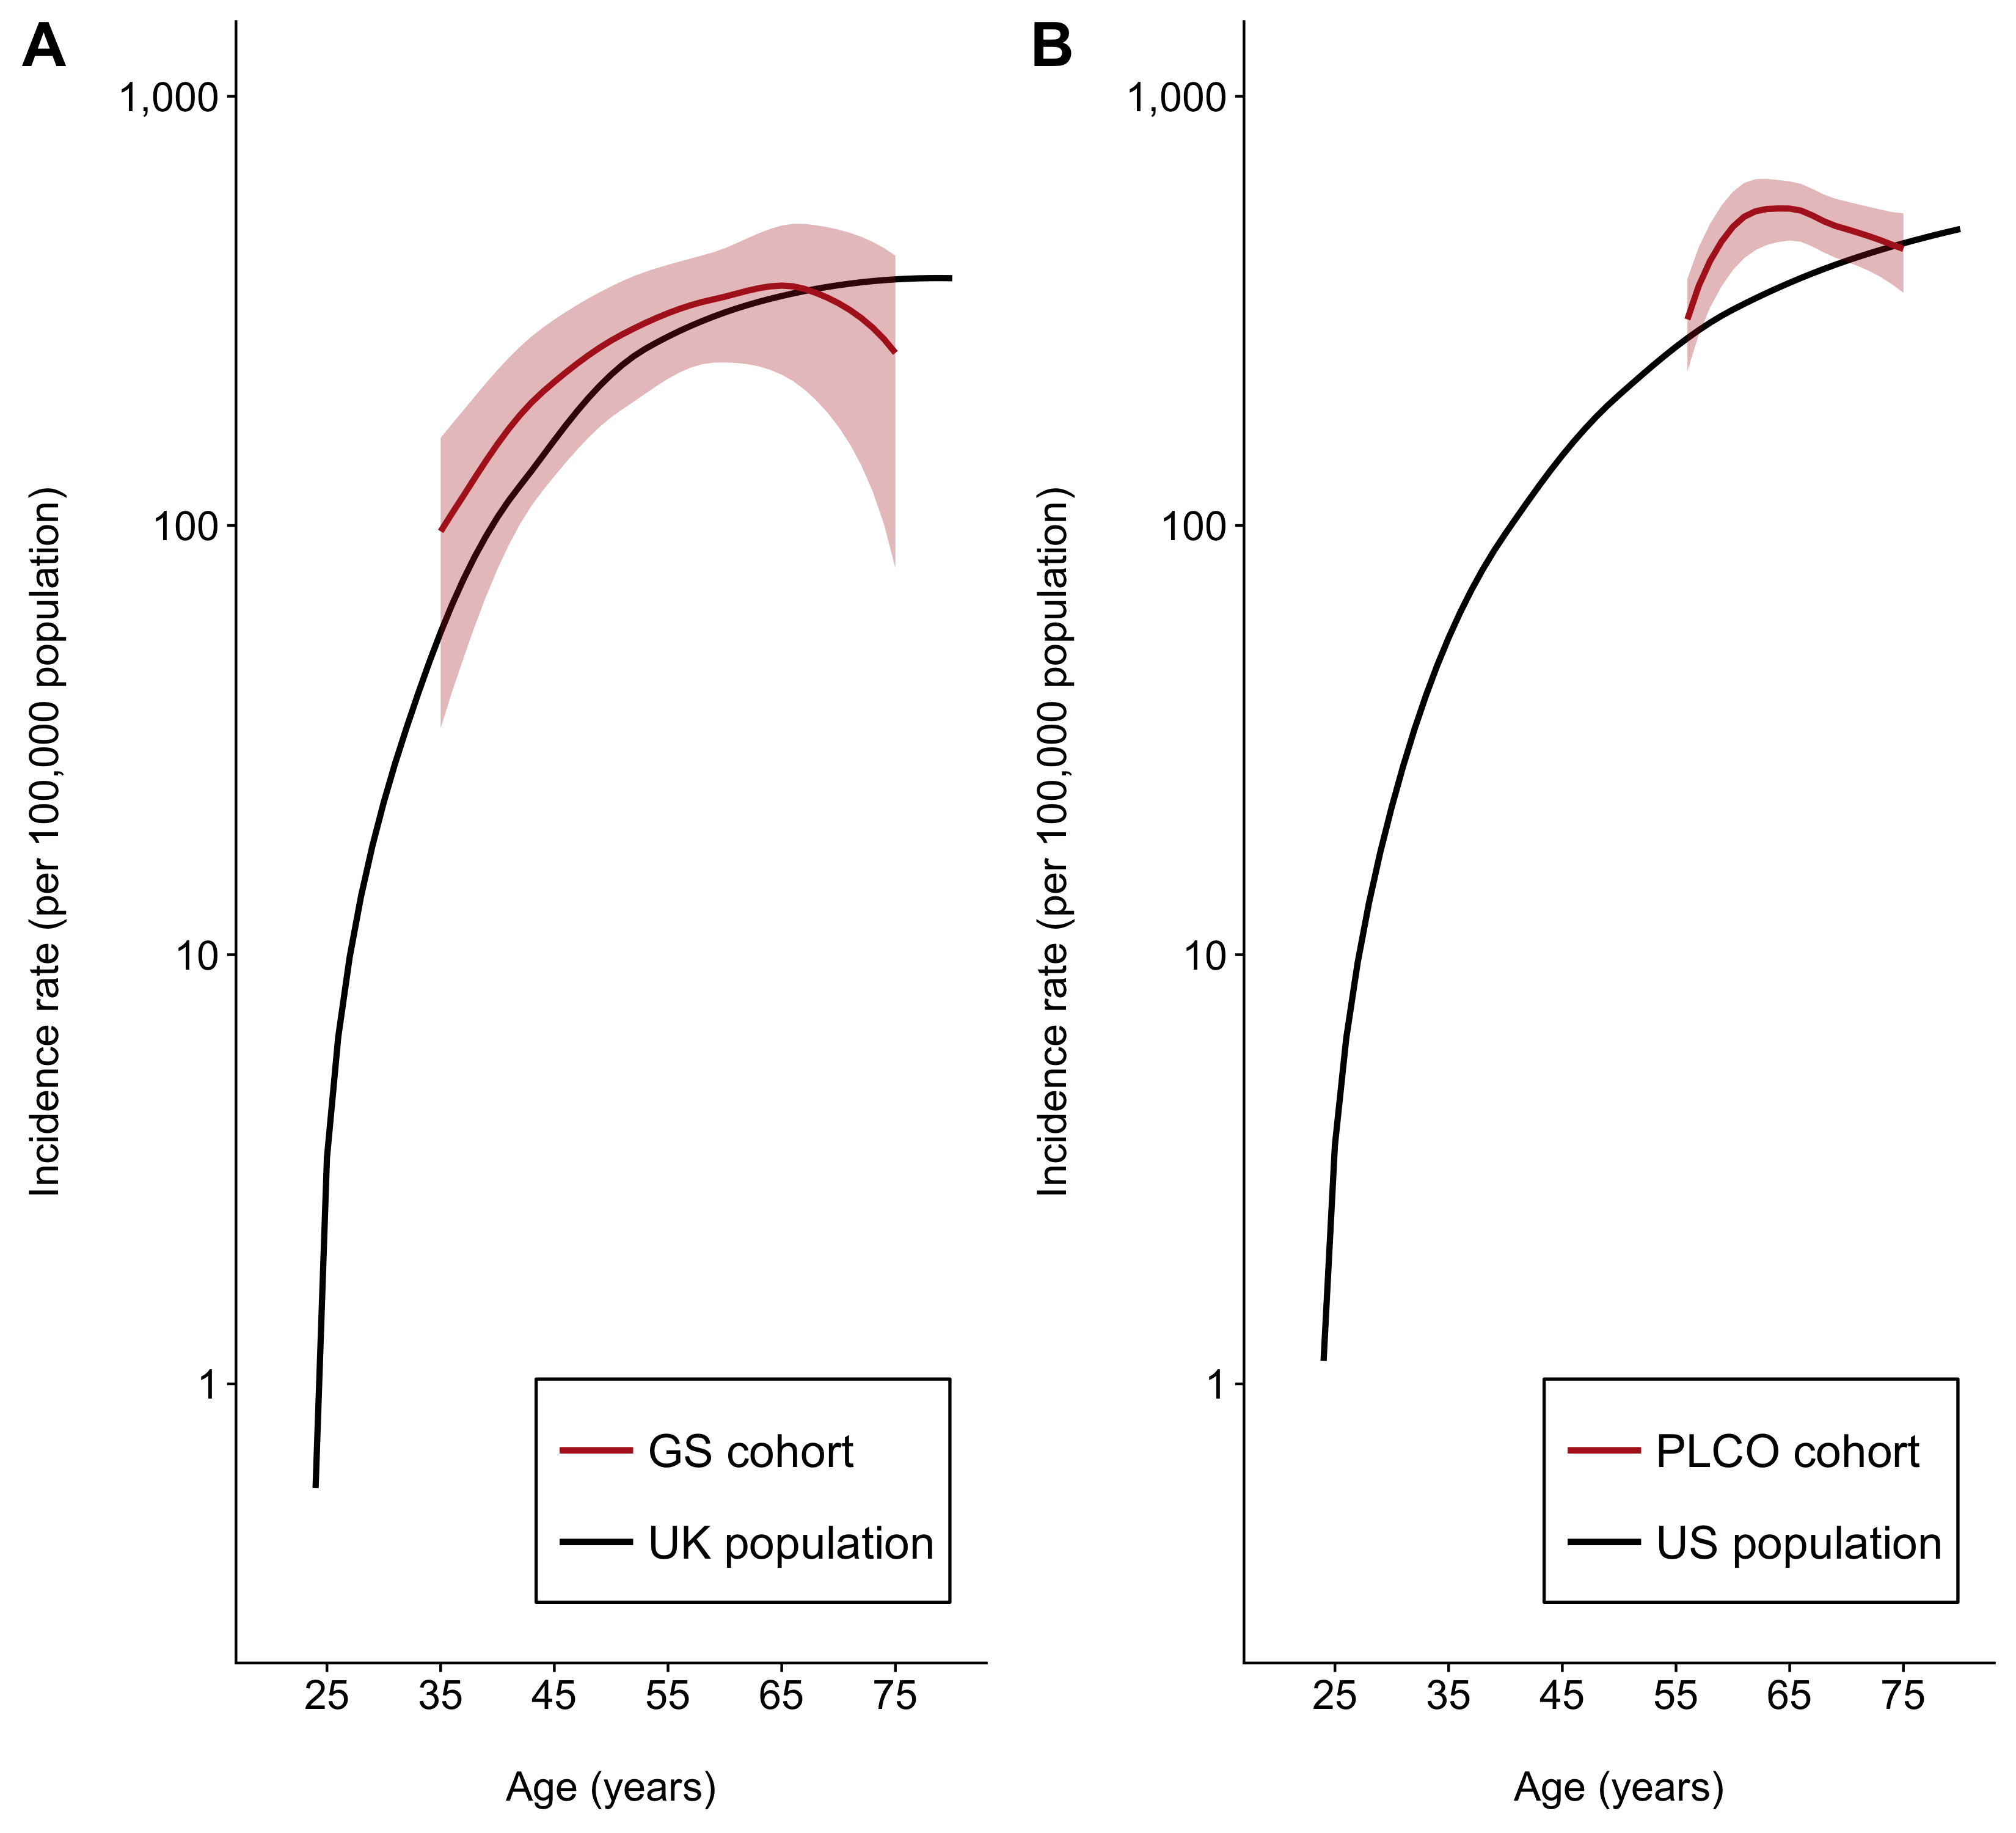 A
1,000
100
10
1
Incidence rate (per 100,000 population)
GS cohort
UK population
25 35 45 55 65 75
Age (years)
B
1,000
100
10
1
Incidence rate (per 100,000 population)
PLCO cohort
US population
25 35 45 55 65 75
Age (years)